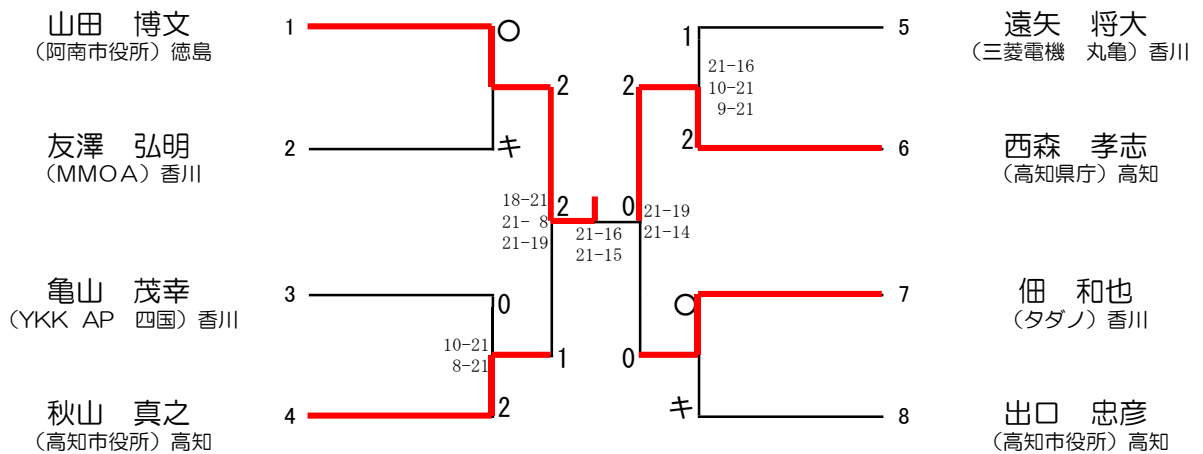 山田 博文
(阿南市役所) 徳島
1
○
2
友澤 弘明
(MMOA) 香川
2
キ
18-21
21- 8
21-19
2
亀山 茂幸
(YKK AP 四国) 香川
3
0
10-21
8-21
1
秋山 真之
(高知市役所) 高知
4
2
21-16
21-15
0
遠矢 将大
(三菱電機 丸亀) 香川
5
1
21-16
10-21
9-21
2
西森 孝志
(高知県庁) 高知
6
2
21-19
21-14
佃 和也
(タダノ) 香川
7
○
0
出口 忠彦
(高知市役所) 高知
8
キ